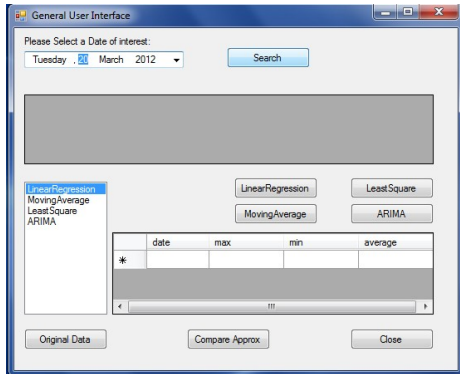 General User Interface
Please Select a Date of interest:
Tuesday , 20 March 2012
Search
LinearRegression
MovingAverage
LeastSquare
ARIMA
LinearRegression LeastSquare
MovingAverage ARIMA
date max min average
Original Data Compare Approx Close